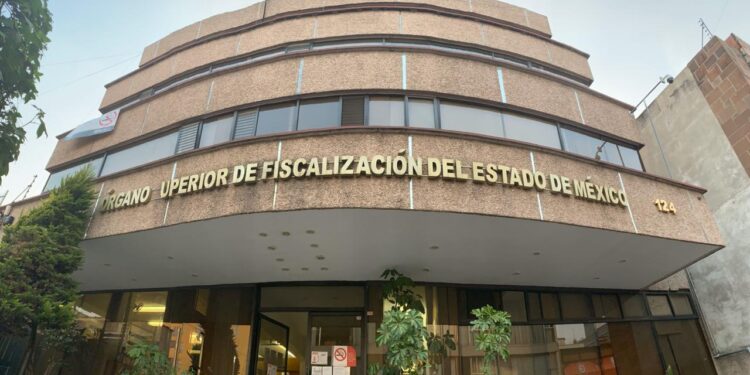 ÓRGANO UPERIOR DE FISCALIZACIÓN DEL ESTADO DE MÉXICO 124